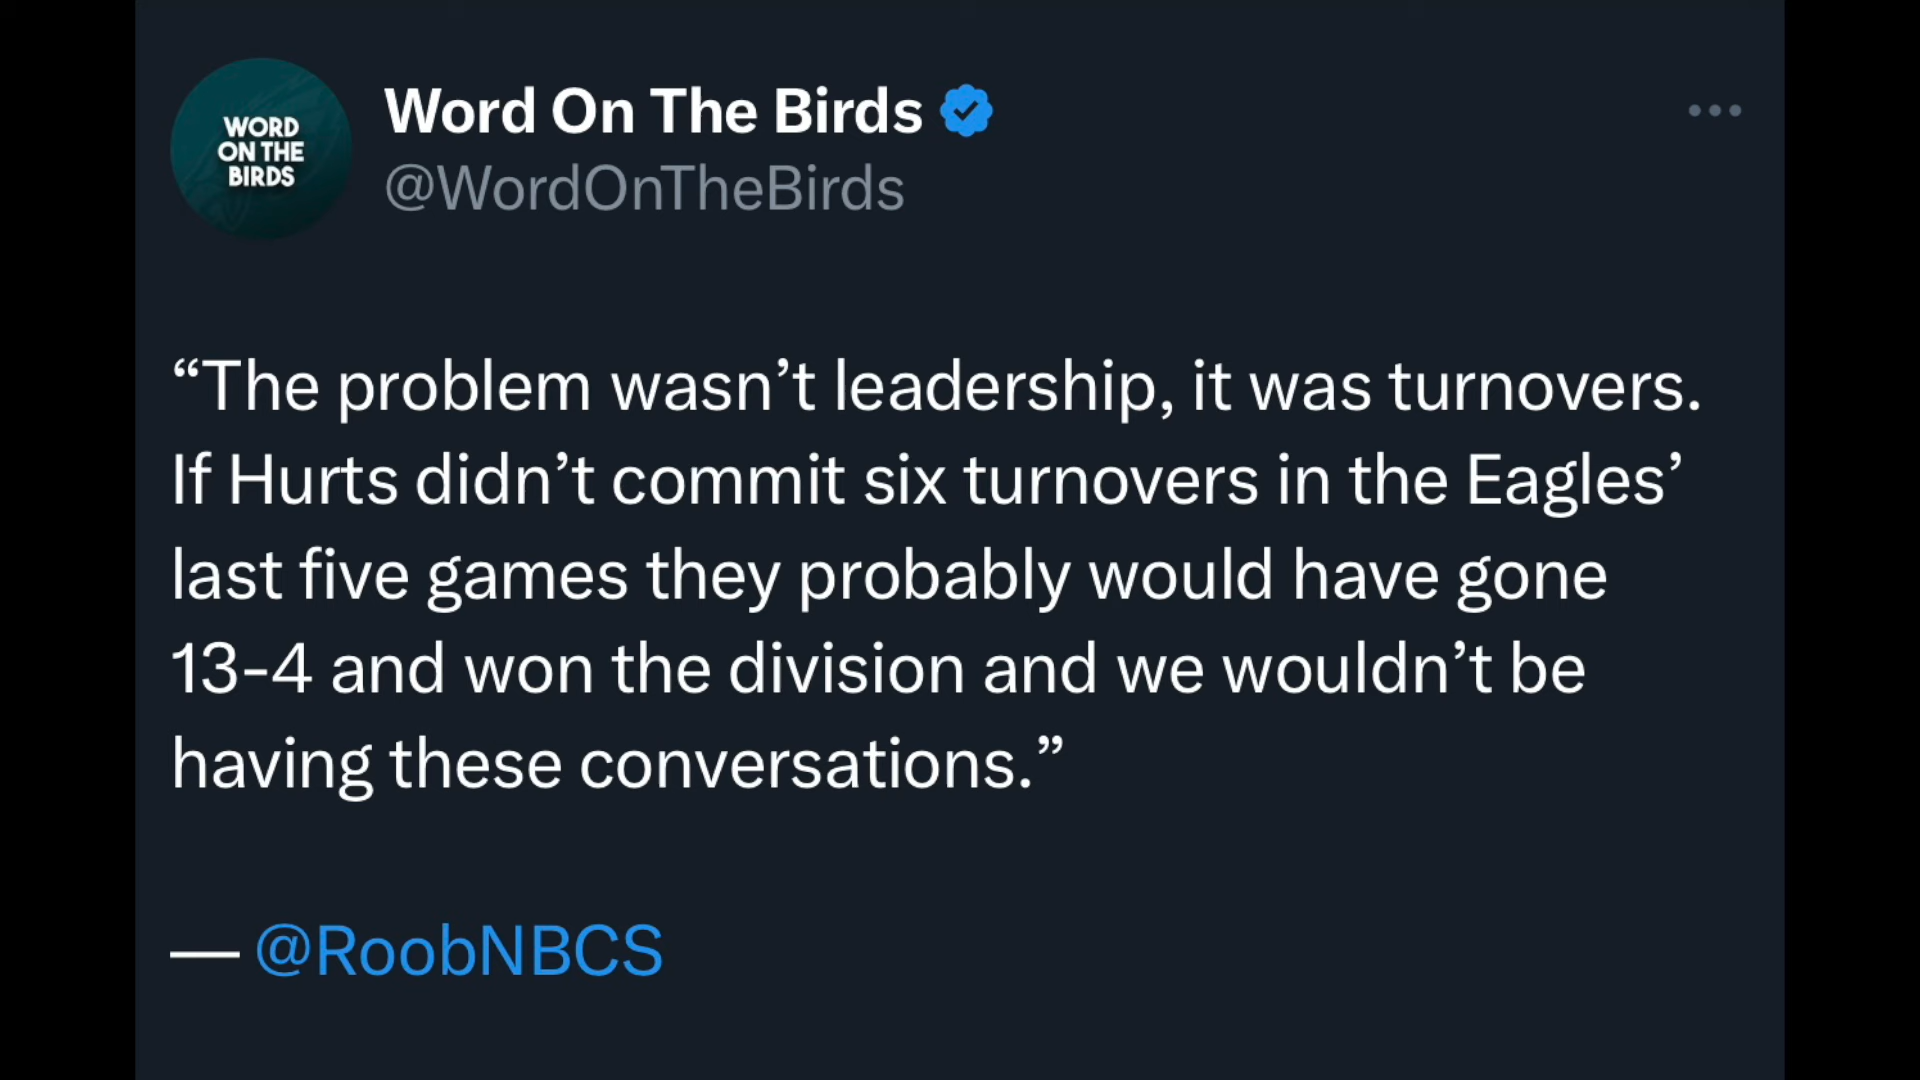 WORD
ON THE
BIRDS
Word On The Birds
@WordOnTheBirds
“The problem wasn’t leadership, it was turnovers.
If Hurts didn’t commit six turnovers in the Eagles’
last five games they probably would have gone
13-4 and won the division and we wouldn’t be
having these conversations.”
— @RoobNBCS